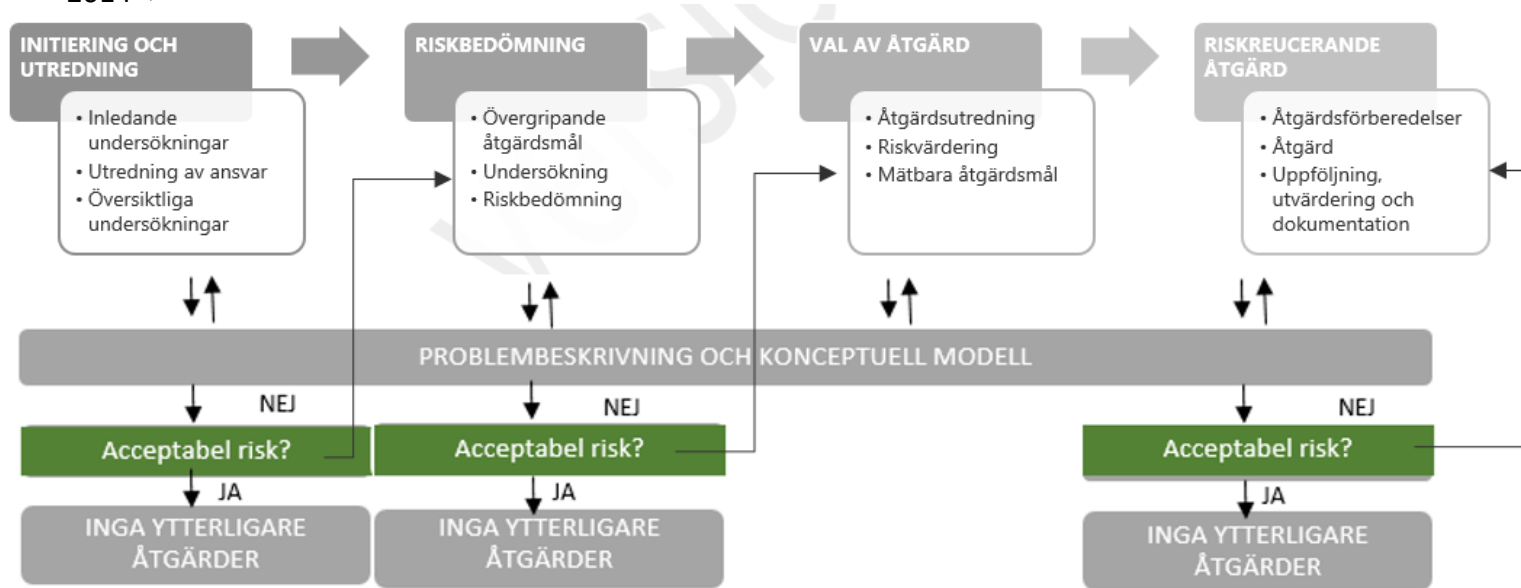 INITIERING OCH
UTREDNING
• Inledande
undersökningar
• Utredning av ansvar
• Översiktliga
undersökningar
RISKBEDÖMNING
• Övergripande
åtgärdsmål
• Undersökning
• Riskbedömning
VAL AV ÅTGÄRD
• Åtgärdsutredning
• Riskvärdering
• Mätbara åtgärdsmål
RISKREUCERANDE
ÅTGÄRD
• Åtgärdsförberedelser
• Åtgärd
• Uppföljning,
utvärdering och
dokumentation
PROBLEMBESKRIVNING OCH KONCEPTUELL MODELL
NEJ
Acceptabel risk?
JA
INGA YTTERLIGARE
ÅTGÄRDER
NEJ
Acceptabel risk?
JA
INGA YTTERLIGARE
ÅTGÄRDER
NEJ
Acceptabel risk?
JA
INGA YTTERLIGARE
ÅTGÄRDER